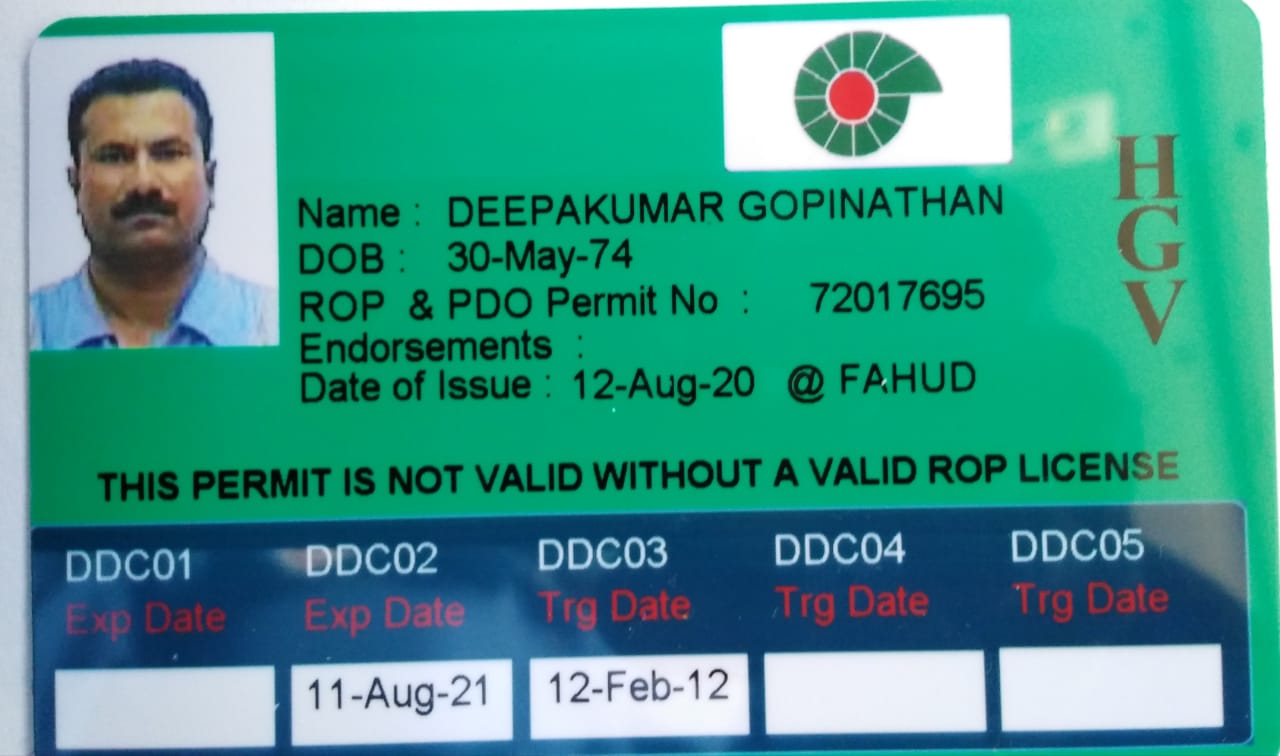 HGV
Name : DEEPAKUMAR GOPINATHAN
DOB : 30-May-74
ROP & PDO Permit No : 72017695
Endorsements :
Date of Issue : 12-Aug-20 @ FAHUD
THIS PERMIT IS NOT VALID WITHOUT A VALID ROP LICENSE
DDC01 DDC02 DDC03 DDC04 DDC05
Exp Date Exp Date Trg Date Trg Date Trg Date
11-Aug-21 12-Feb-12